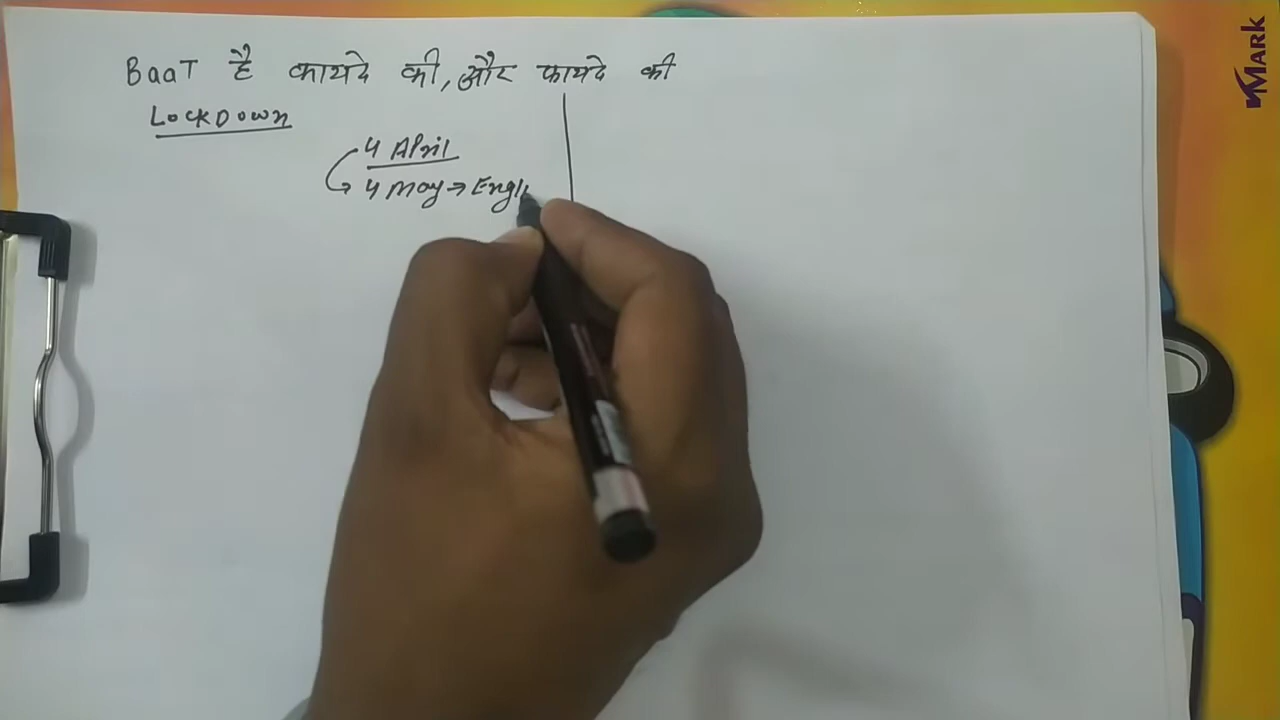 BaaT है कायदे की, और फायदे की
LockDown
4 April
4 May → Engl
MARK